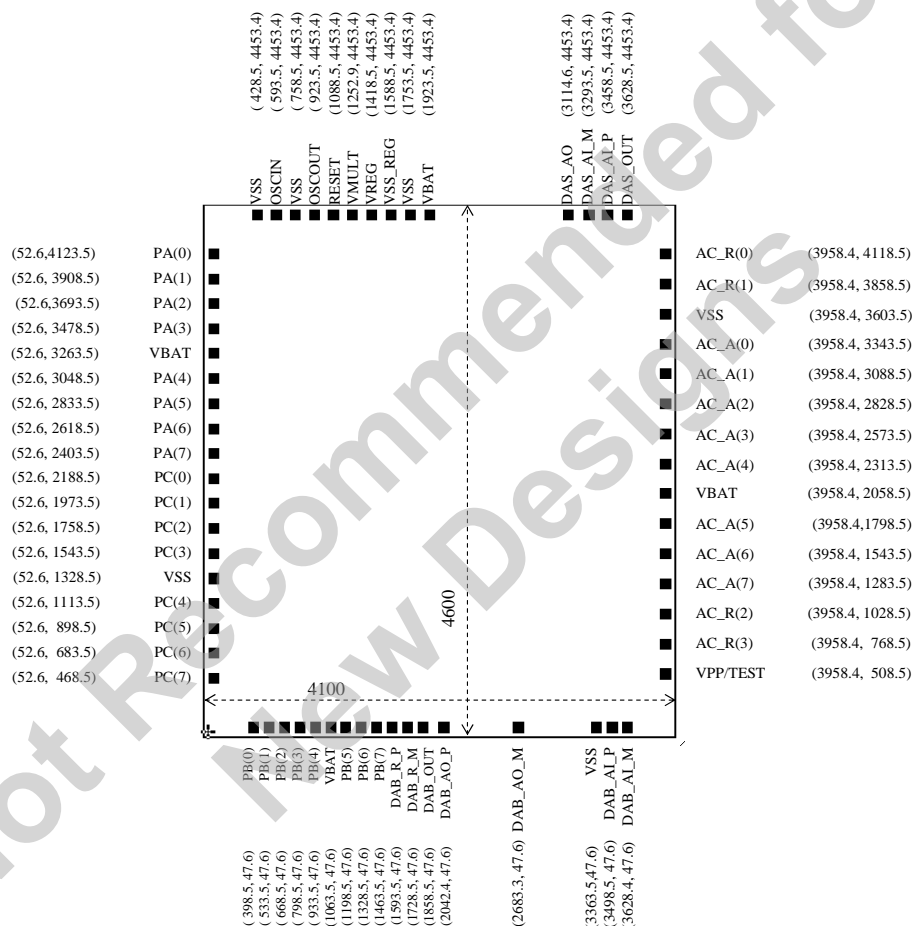 ( 428.5, 4453.4)
( 593.5, 4453.4)
( 758.5, 4453.4)
( 923.5, 4453.4)
(1088.5, 4453.4)
(1252.9, 4453.4)
(1418.5, 4453.4)
(1588.5, 4453.4)
(1753.5, 4453.4)
(1923.5, 4453.4)
(3114.6, 4453.4)
(3293.5, 4453.4)
(3458.5, 4453.4)
(3628.5, 4453.4)
VSS
OSCIN
VSS
OSCOUT
RESET
VMULT
VREG
VSS_REG
VSS
VBAT
DAS_AO
DAS_AI_M
DAS_AI_P
DAS_OUT
(52.6,4123.5) PA(0)
(52.6, 3908.5) PA(1)
(52.6,3693.5) PA(2)
(52.6, 3478.5) PA(3)
(52.6, 3263.5) VBAT
(52.6, 3048.5) PA(4)
(52.6, 2833.5) PA(5)
(52.6, 2618.5) PA(6)
(52.6, 2403.5) PA(7)
(52.6, 2188.5) PC(0)
(52.6, 1973.5) PC(1)
(52.6, 1758.5) PC(2)
(52.6, 1543.5) PC(3)
(52.6, 1328.5) VSS
(52.6, 1113.5) PC(4)
(52.6, 898.5) PC(5)
(52.6, 683.5) PC(6)
(52.6, 468.5) PC(7)
AC_R(0) (3958.4, 4118.5)
AC_R(1) (3958.4, 3858.5)
VSS (3958.4, 3603.5)
AC_A(0) (3958.4, 3343.5)
AC_A(1) (3958.4, 3088.5)
AC_A(2) (3958.4, 2828.5)
AC_A(3) (3958.4, 2573.5)
AC_A(4) (3958.4, 2313.5)
VBAT (3958.4, 2058.5)
AC_A(5) (3958.4,1798.5)
AC_A(6) (3958.4, 1543.5)
AC_A(7) (3958.4, 1283.5)
AC_R(2) (3958.4, 1028.5)
AC_R(3) (3958.4, 768.5)
VPP/TEST (3958.4, 508.5)
4600
4100
PB(0)
PB(1)
PB(2)
PB(3)
PB(4)
VBAT
PB(5)
PB(6)
PB(7)
DAB_R_P
DAB_R_M
DAB_OUT
DAB_AO_P
DAB_AO_M
VSS
DAB_AI_P
DAB_AI_M
( 398.5, 47.6)
( 533.5, 47.6)
( 668.5, 47.6)
( 798.5, 47.6)
( 933.5, 47.6)
(1063.5, 47.6)
(1198.5, 47.6)
(1328.5, 47.6)
(1463.5, 47.6)
(1593.5, 47.6)
(1728.5, 47.6)
(1858.5, 47.6)
(2042.4, 47.6)
(2683.3, 47.6)
(3363.5,47.6)
(3498.5, 47.6)
(3628.4, 47.6)
ot Recommended fo
New Designs